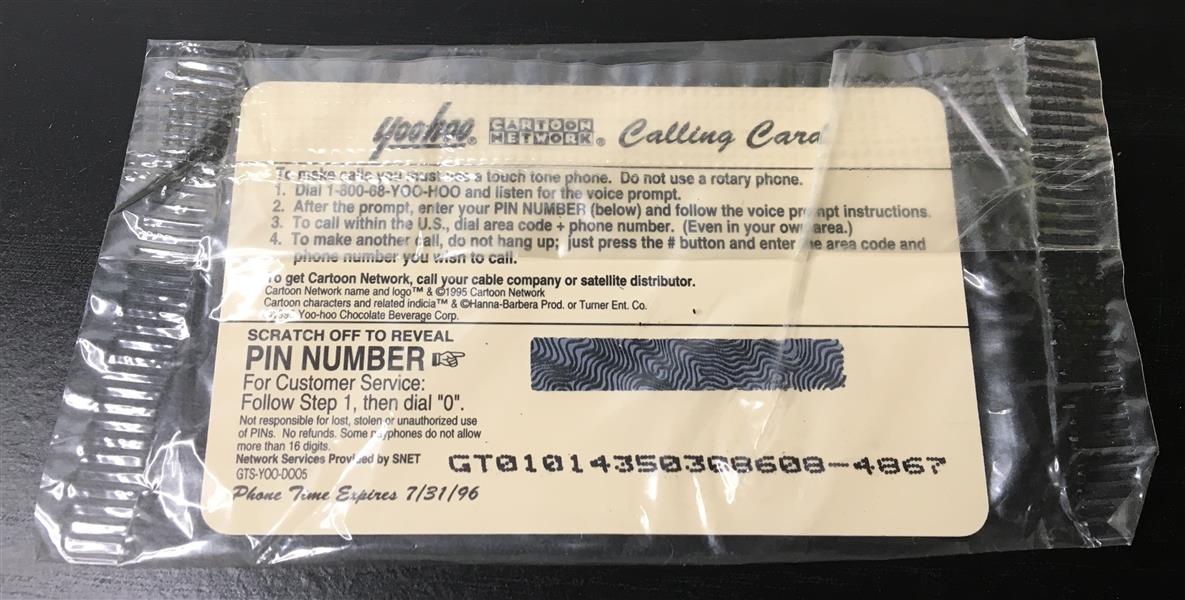 yoo-hoo® CARTOON NETWORK® Calling Card
To make calls you must use a touch tone phone. Do not use a rotary phone.
1. Dial 1-800-68-YOO-HOO and listen for the voice prompt.
2. After the prompt, enter your PIN NUMBER (below) and follow the voice prompt instructions.
3. To call within the U.S., dial area code + phone number. (Even in your own area.)
4. To make another call, do not hang up; just press the # button and enter the area code and
phone number you wish to call.
To get Cartoon Network, call your cable company or satellite distributor.
Cartoon Network name and logo™ & ©1995 Cartoon Network
Cartoon characters and related indicia™ & ©Hanna-Barbera Prod. or Turner Ent. Co.
Yoo-hoo Chocolate Beverage Corp.
SCRATCH OFF TO REVEAL
PIN NUMBER
For Customer Service:
Follow Step 1, then dial "0".
Not responsible for lost, stolen or unauthorized use
of PINs. No refunds. Some payphones do not allow
more than 16 digits.
Network Services Provided by SNET
GTS-YOO-D005
Phone Time Expires 7/31/96
GT01014350308608-4867